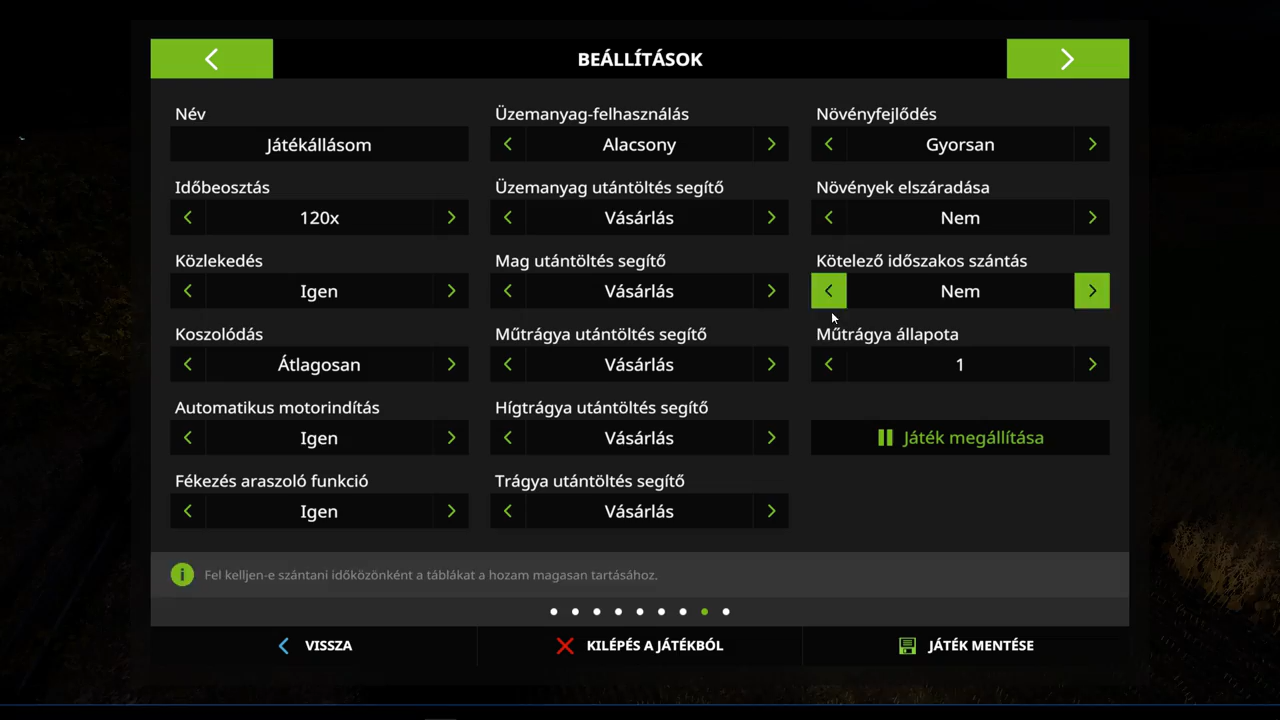 BEÁLLÍTÁSOK
Név
Játékállásom
Időbeosztás
120x
Közlekedés
Igen
Koszolódás
Átlagosan
Automatikus motorindítás
Igen
Fékezés araszoló funkció
Igen
Üzemanyag-felhasználás
Alacsony
Üzemanyag utántöltés segítő
Vásárlás
Mag utántöltés segítő
Vásárlás
Műtrágya utántöltés segítő
Vásárlás
Hígtrágya utántöltés segítő
Vásárlás
Trágya utántöltés segítő
Vásárlás
Növényfejlődés
Gyorsan
Növények elszáradása
Nem
Kötelező időszakos szántás
Nem
Műtrágya állapota
1
Játék megállítása
Fel kelljen-e szántani időközönként a táblákat a hozam magasan tartásához.
VISSZA
KILÉPÉS A JÁTÉKBÓL
JÁTÉK MENTÉSE